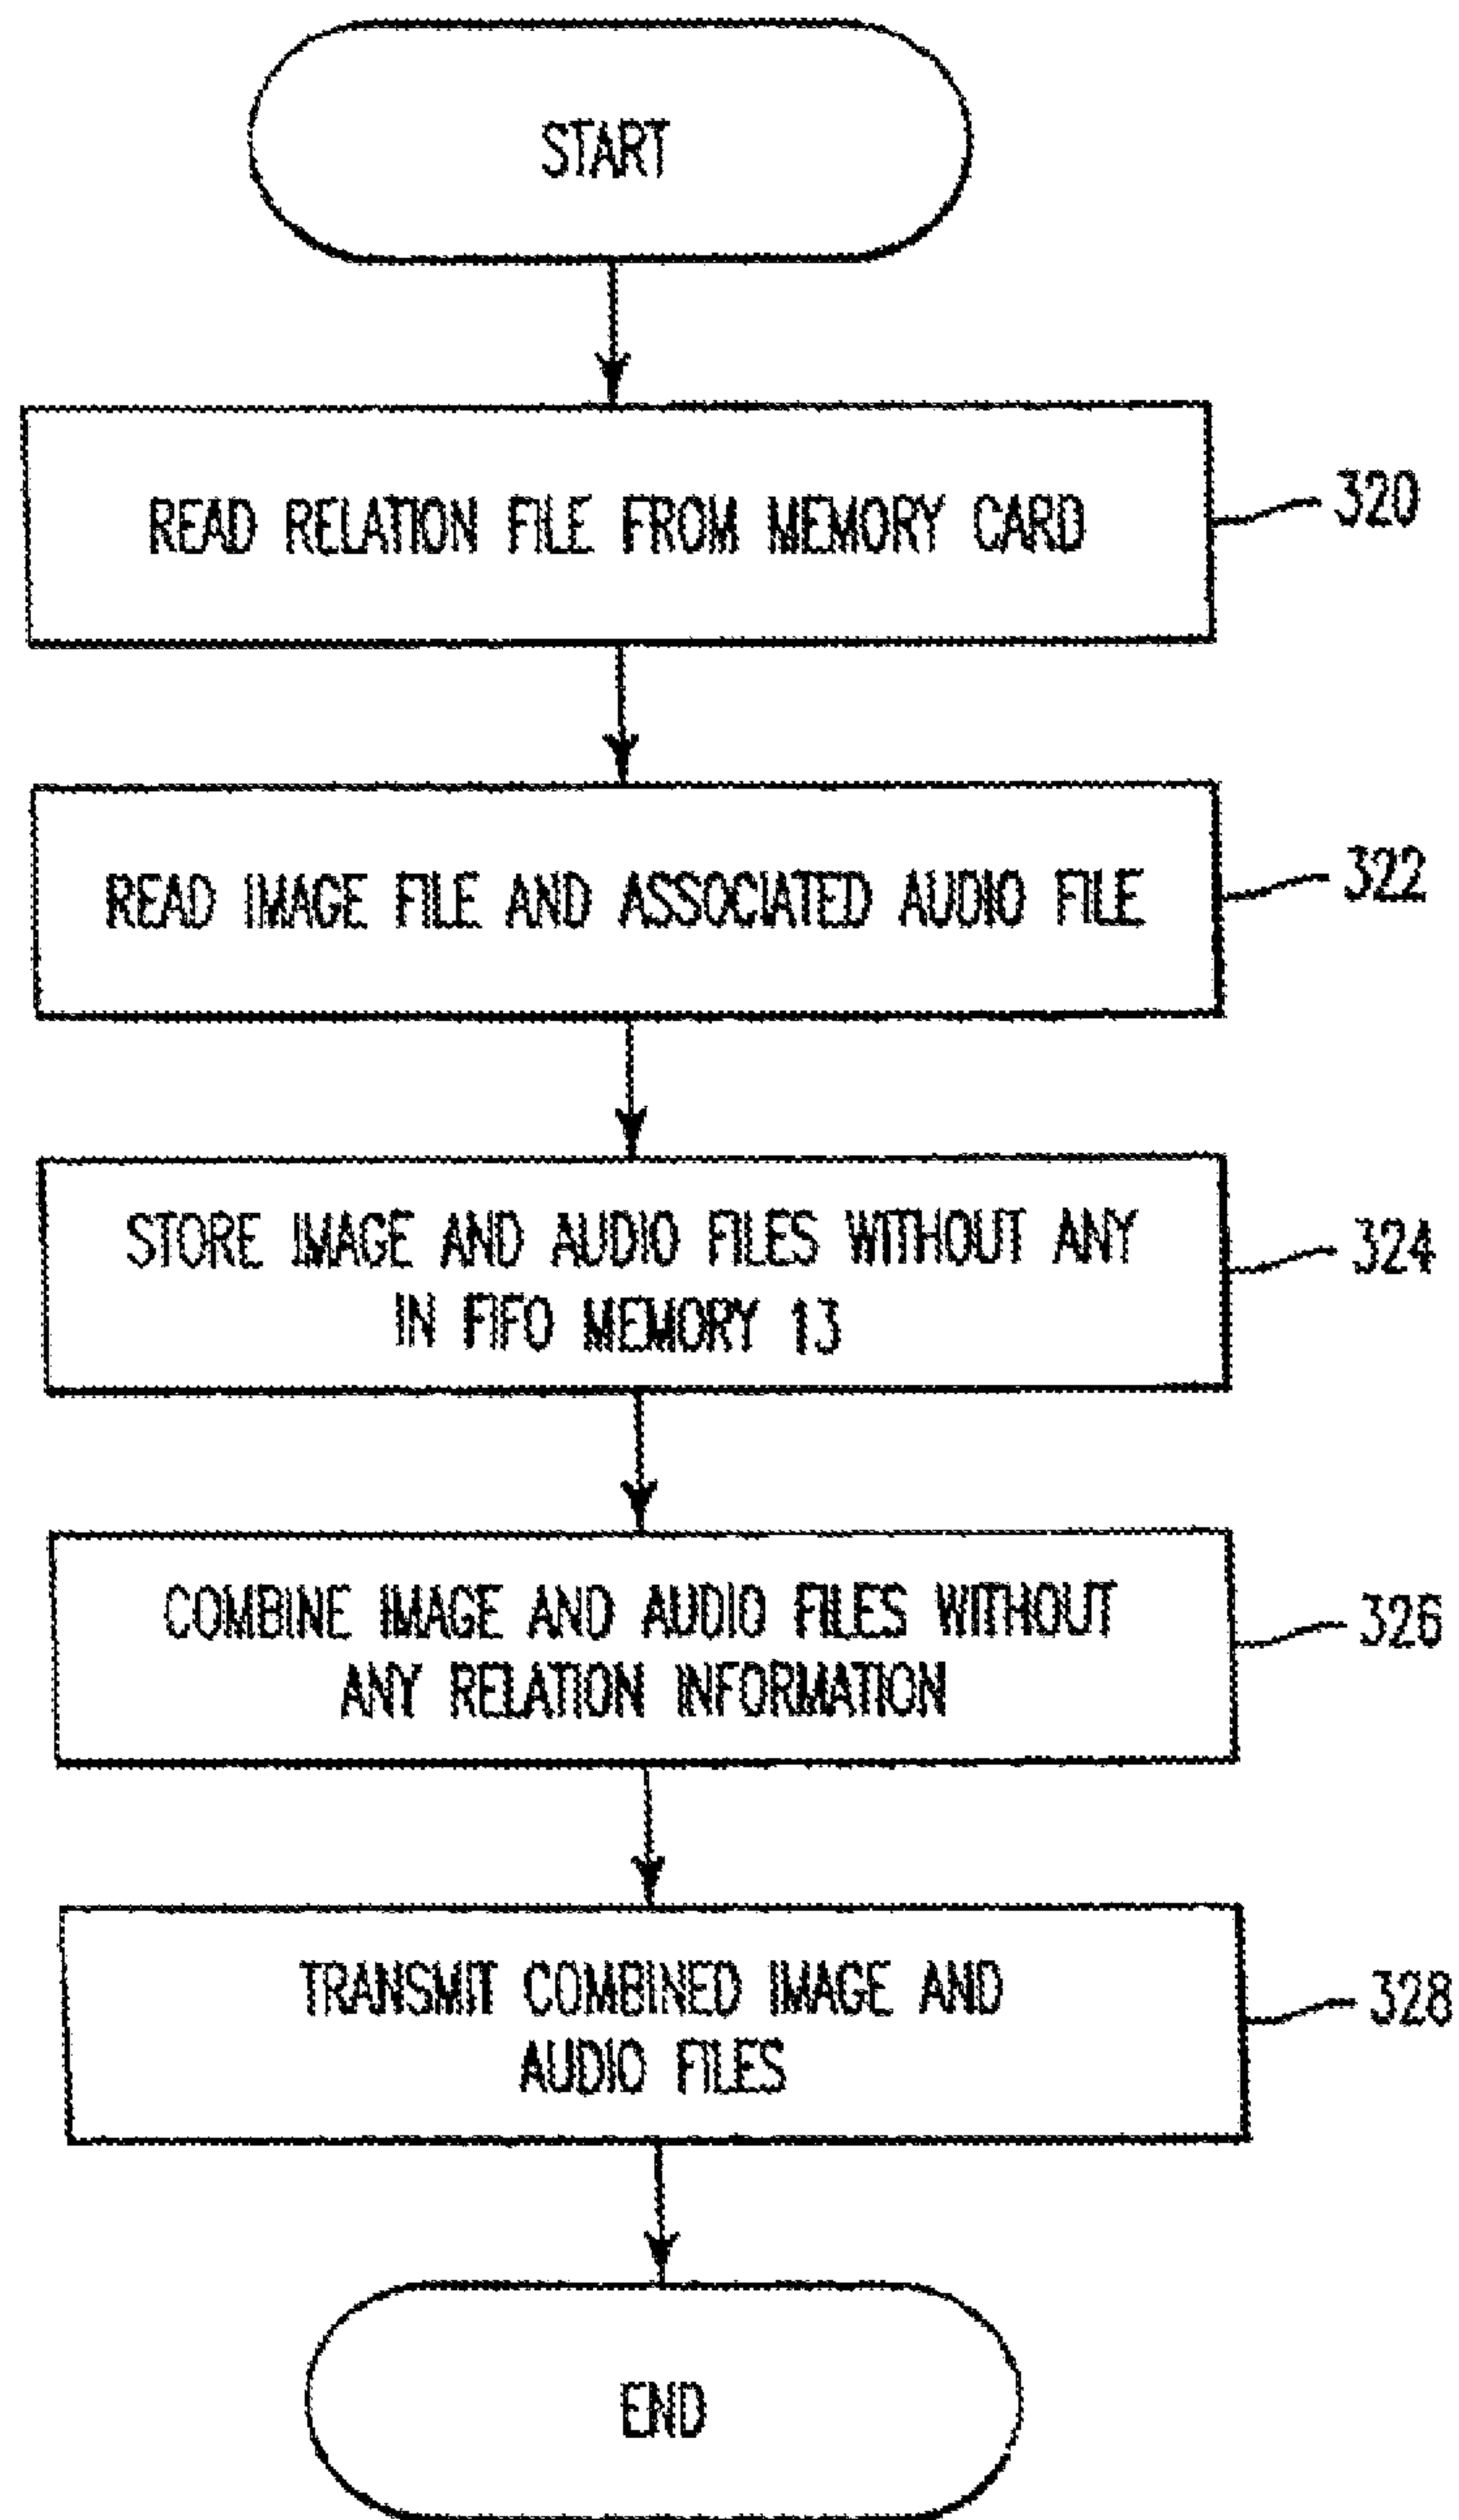 START
READ RELATION FILE FROM MEMORY CARD
320
READ IMAGE FILE AND ASSOCIATED AUDIO FILE
322
STORE IMAGE AND AUDIO FILES WITHOUT ANY
IN FIFO MEMORY 13
324
COMBINE IMAGE AND AUDIO FILES WITHOUT
ANY RELATION INFORMATION
326
TRANSMIT COMBINED IMAGE AND
AUDIO FILES
328
END